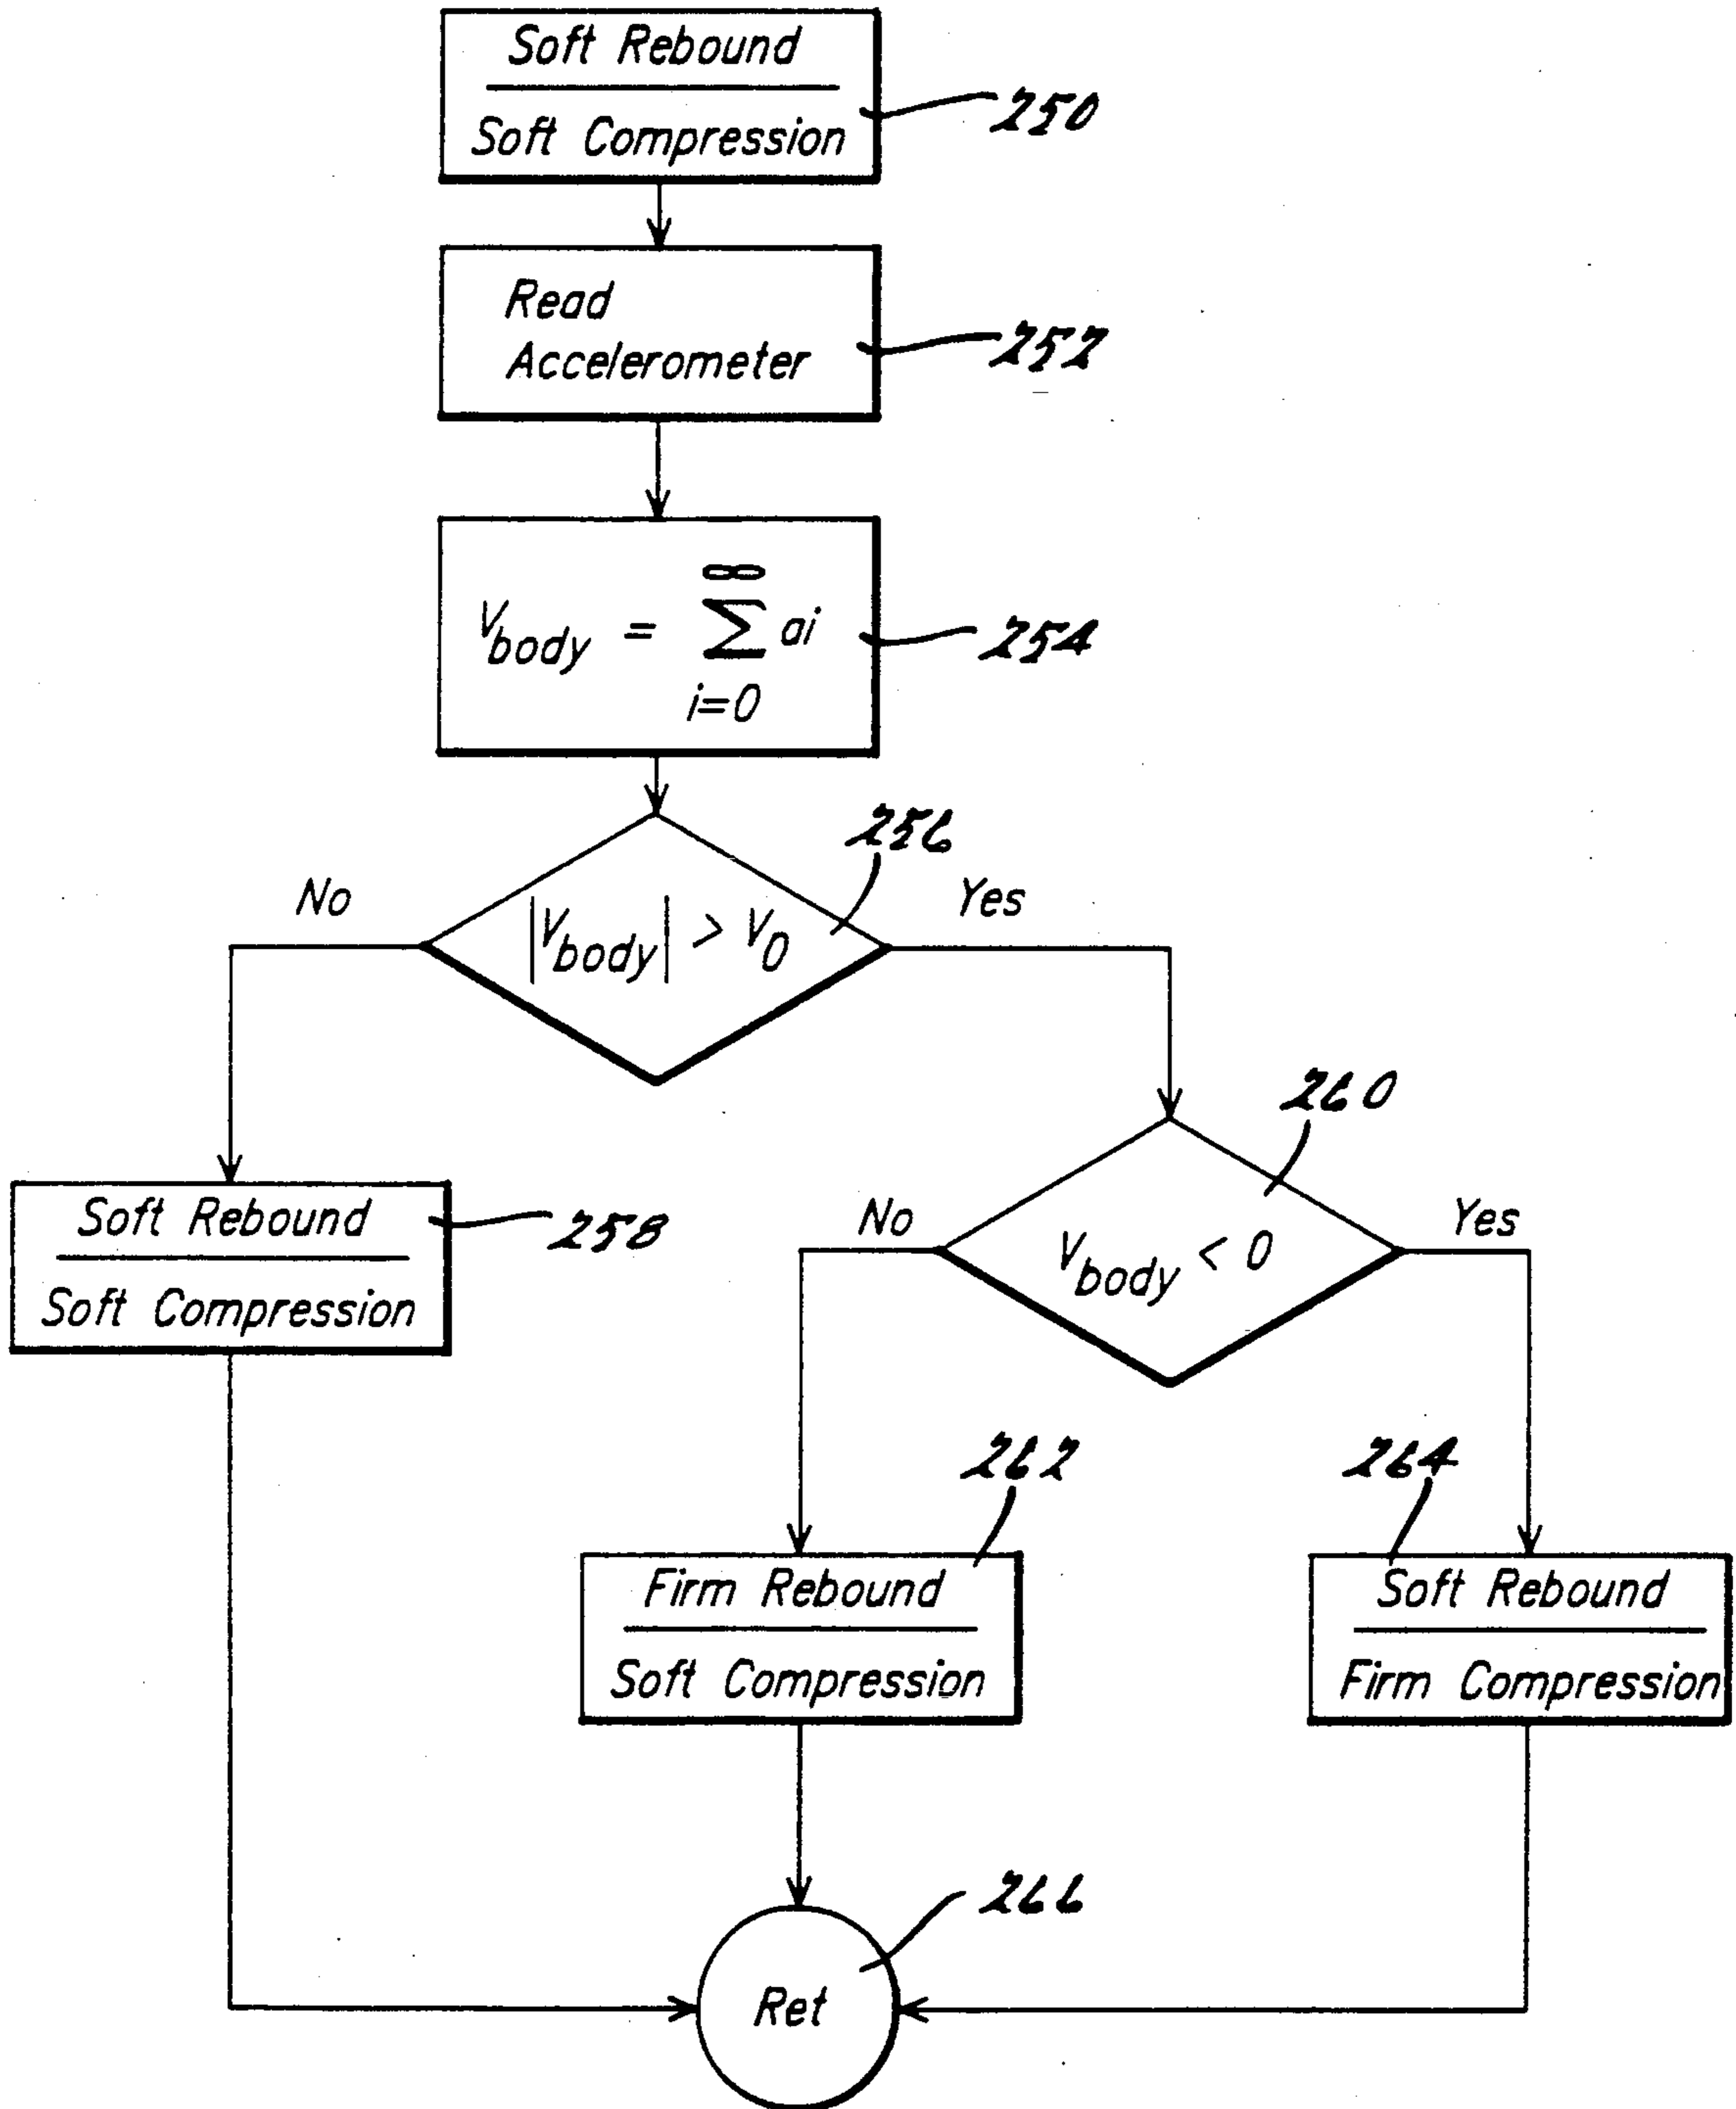 Soft Rebound
Soft Compression
250
Read
Accelerometer
252
V_body = ∞ Σ i=0 ai
254
256
|V_body| > V_0
No
Yes
260
V_body < 0
No
Yes
Soft Rebound
Soft Compression
258
262
Firm Rebound
Soft Compression
264
Soft Rebound
Firm Compression
266
Ret